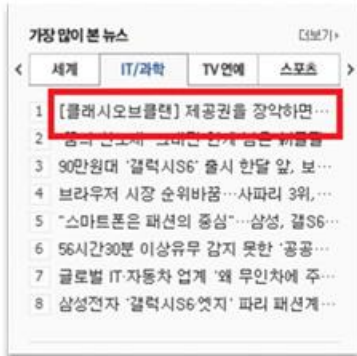 가장 많이 본 뉴스 더보기
세계 IT/과학 TV연예 스포츠
1 [클래시오브클랜] 제공권을 장악하면…
2
3 90만원대 '갤럭시S6' 출시 한달 앞, 보…
4 브라우저 시장 순위바꿈…사파리 3위,…
5 "스마트폰은 패션의 중심"…삼성, 갤S6…
6 56시간30분 이상유무 감지 못한 '공공…
7 글로벌 IT·자동차 업계 '왜 무인차에 주…
8 삼성전자 '갤럭시S6엣지' 파리 패션계…